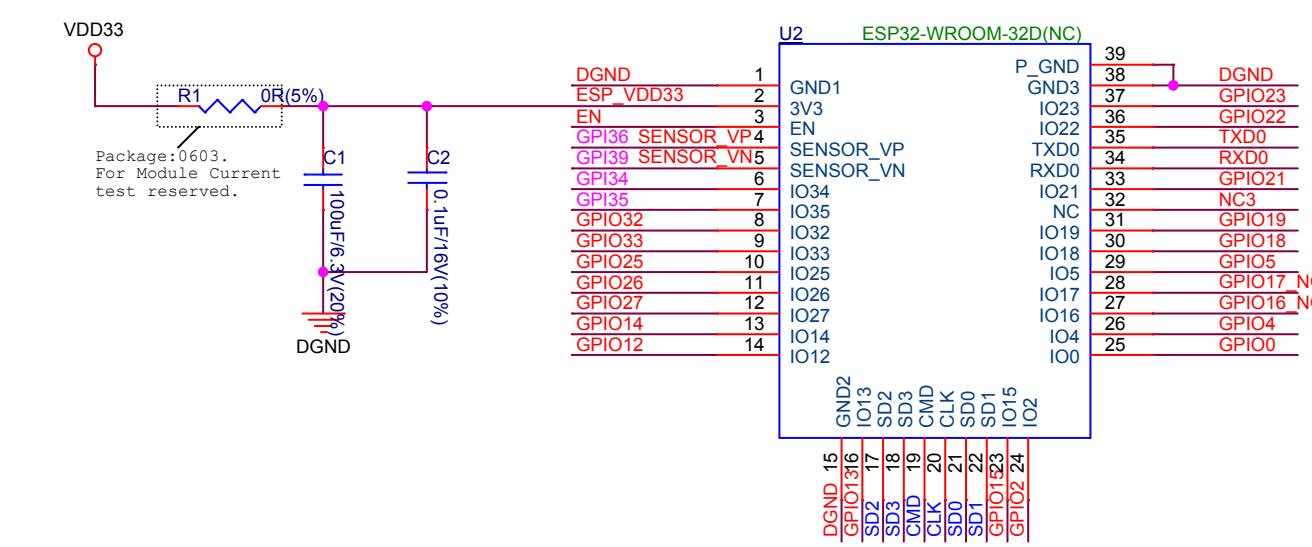 VDD33
R1 0R(5%)
Package:0603.
For Module Current
test reserved.
C1
100uF/6.3V(20%)
C2
0.1uF/16V(10%)
DGND
U2 ESP32-WROOM-32D(NC)
DGND 1 GND1
ESP_VDD33 2 3V3
EN 3 EN
GPI36 SENSOR_VP 4 SENSOR_VP
GPI39 SENSOR_VN 5 SENSOR_VN
GPI34 6 IO34
GPI35 7 IO35
GPIO32 8 IO32
GPIO33 9 IO33
GPIO25 10 IO25
GPIO26 11 IO26
GPIO27 12 IO27
GPIO14 13 IO14
GPIO12 14 IO12
P_GND 39
GND3 38 DGND
IO23 37 GPIO23
IO22 36 GPIO22
TXD0 35 TXD0
RXD0 34 RXD0
IO21 33 GPIO21
NC 32 NC3
IO19 31 GPIO19
IO18 30 GPIO18
IO5 29 GPIO5
IO17 28 GPIO17_N
IO16 27 GPIO16_N
IO4 26 GPIO4
IO0 25 GPIO0
GND2 15 DGND
IO13 16 GPIO13
SD2 17 SD2
SD3 18 SD3
CMD 19 CMD
CLK 20 CLK
SD0 21 SD0
SD1 22 SD1
IO15 23 GPIO15
IO2 24 GPIO2